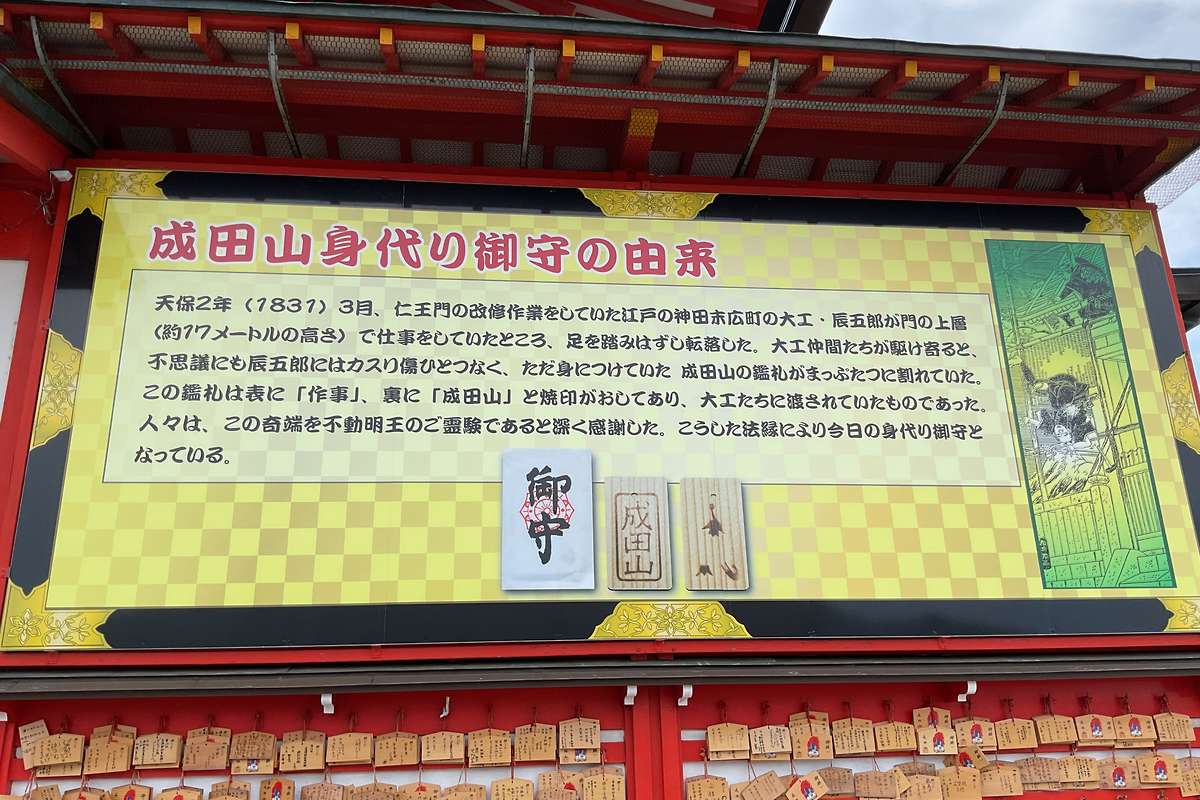 成田山身代り御守の由来
天保2年（1831）3月、仁王門の改修作業をしていた江戸の神田末広町の大工・辰五郎が門の上層
（約17メートルの高さ）で仕事をしていたところ、足を踏みはずし転落した。大工仲間たちが駆け寄ると、
不思議にも辰五郎にはカスリ傷ひとつなく、ただ身につけていた 成田山の鑑札がまっぷたつに割れていた。
この鑑札は表に「作事」、裏に「成田山」と焼印がおしてあり、大工たちに渡されていたものであった。
人々は、この奇端を不動明王のご霊験であると深く感謝した。こうした法縁により今日の身代り御守と
なっている。
御守
成田山